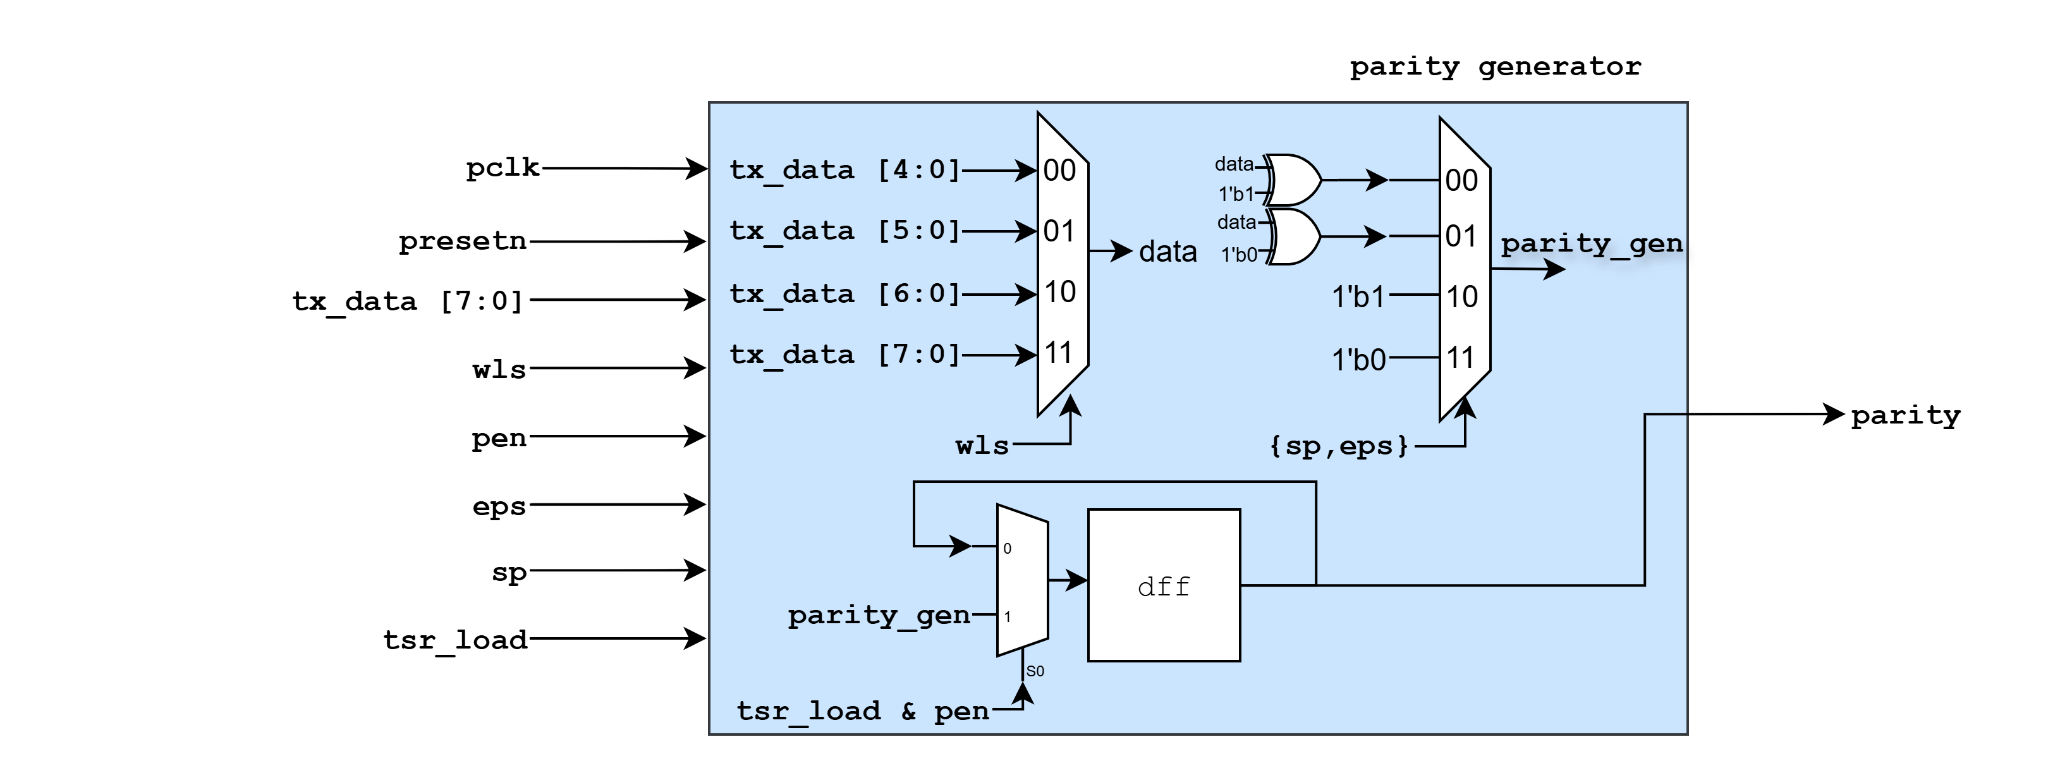 parity generator
pclk
presetn
tx_data [7:0]
wls
pen
eps
sp
tsr_load
tx_data [4:0]
00
tx_data [5:0]
01
tx_data [6:0]
10
tx_data [7:0]
11
data
wls
data
1'b1
00
data
1'b0
01
1'b1
10
1'b0
11
parity_gen
{sp,eps}
0
parity_gen
1
S0
tsr_load & pen
dff
parity